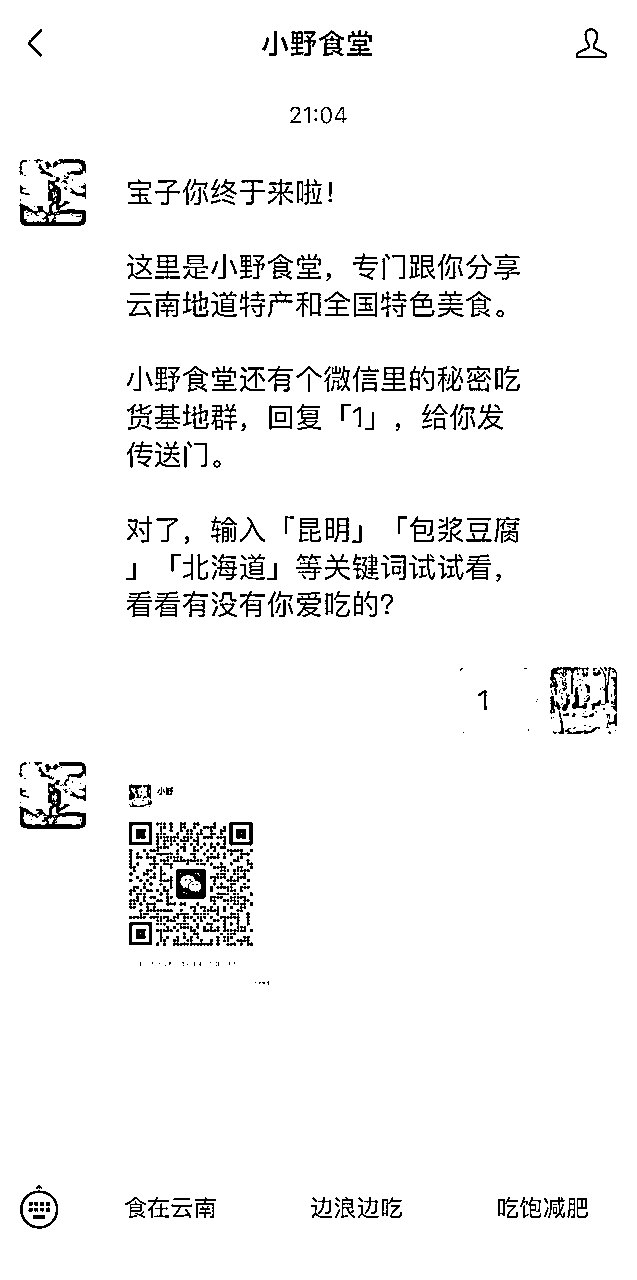 小野食堂
21:04
宝子你终于来啦！
这里是小野食堂，专门跟你分享
云南地道特产和全国特色美食。
小野食堂还有个微信里的秘密吃
货基地群，回复「1」，给你发
传送门。
对了，输入「昆明」「包浆豆腐
」「北海道」等关键词试试看，
看看有没有你爱吃的？
1
小野
食在云南
边浪边吃
吃饱减肥